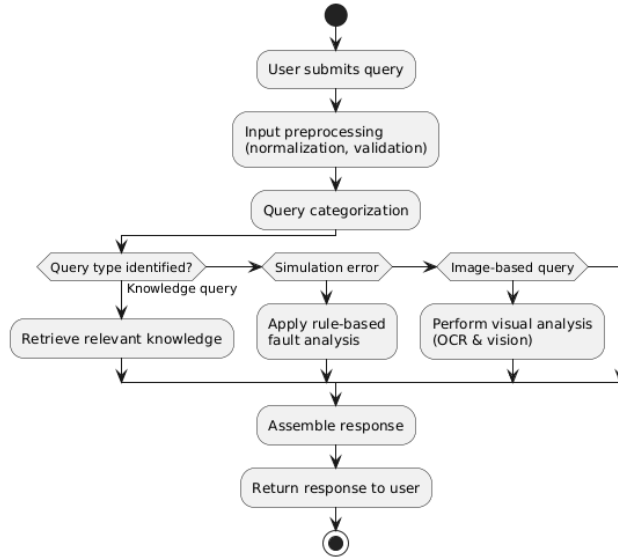 User submits query
Input preprocessing
(normalization, validation)
Query categorization
Query type identified?
Simulation error
Image-based query
Knowledge query
Retrieve relevant knowledge
Apply rule-based
fault analysis
Perform visual analysis
(OCR & vision)
Assemble response
Return response to user